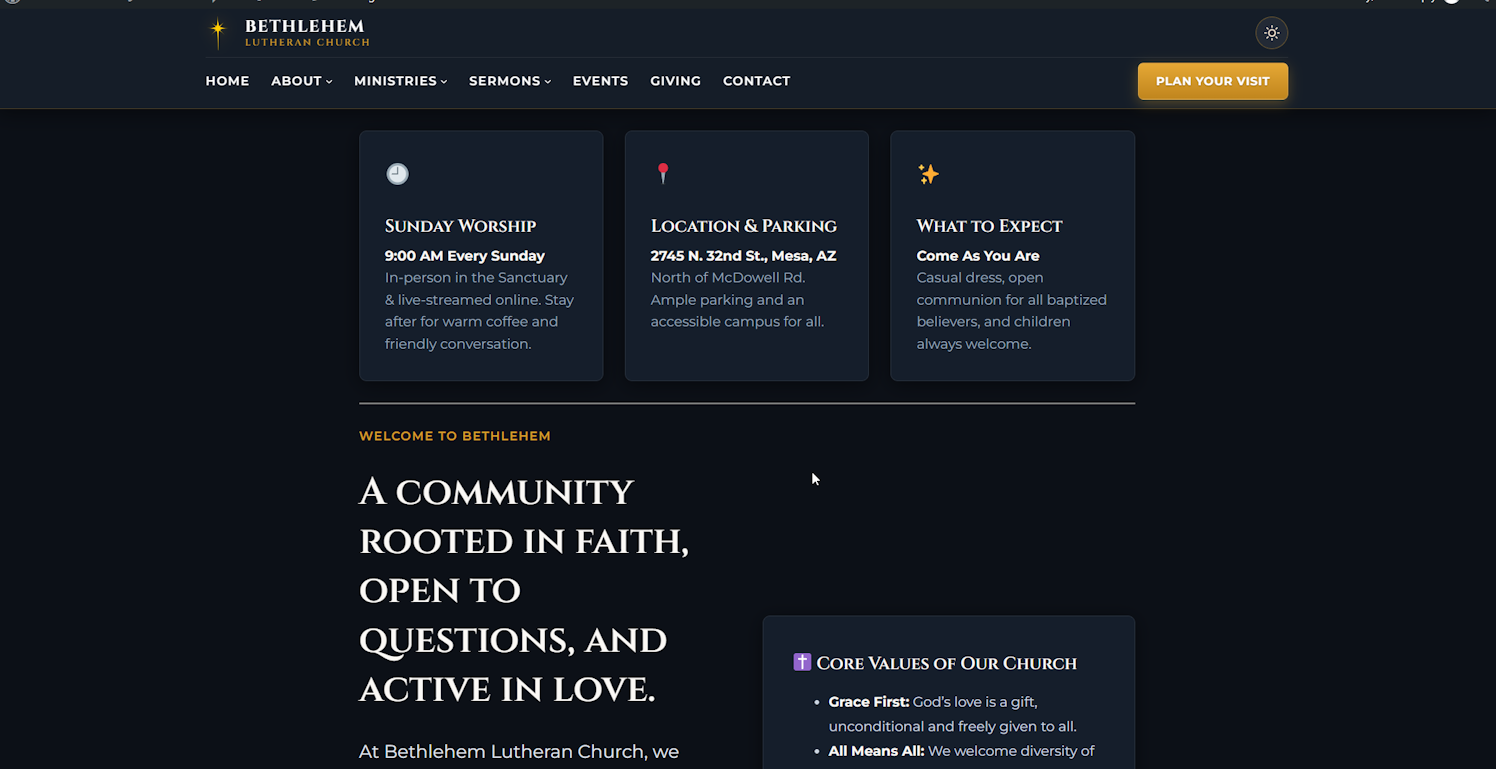 BETHLEHEM
LUTHERAN CHURCH
HOME ABOUT MINISTRIES SERMONS EVENTS GIVING CONTACT PLAN YOUR VISIT
SUNDAY WORSHIP
9:00 AM Every Sunday
In-person in the Sanctuary
& live-streamed online. Stay
after for warm coffee and
friendly conversation.
LOCATION & PARKING
2745 N. 32nd St., Mesa, AZ
North of McDowell Rd.
Ample parking and an
accessible campus for all.
WHAT TO EXPECT
Come As You Are
Casual dress, open
communion for all baptized
believers, and children
always welcome.
WELCOME TO BETHLEHEM
A COMMUNITY
ROOTED IN FAITH,
OPEN TO
QUESTIONS, AND
ACTIVE IN LOVE.
At Bethlehem Lutheran Church, we
CORE VALUES OF OUR CHURCH
• Grace First: God's love is a gift,
unconditional and freely given to all.
• All Means All: We welcome diversity of